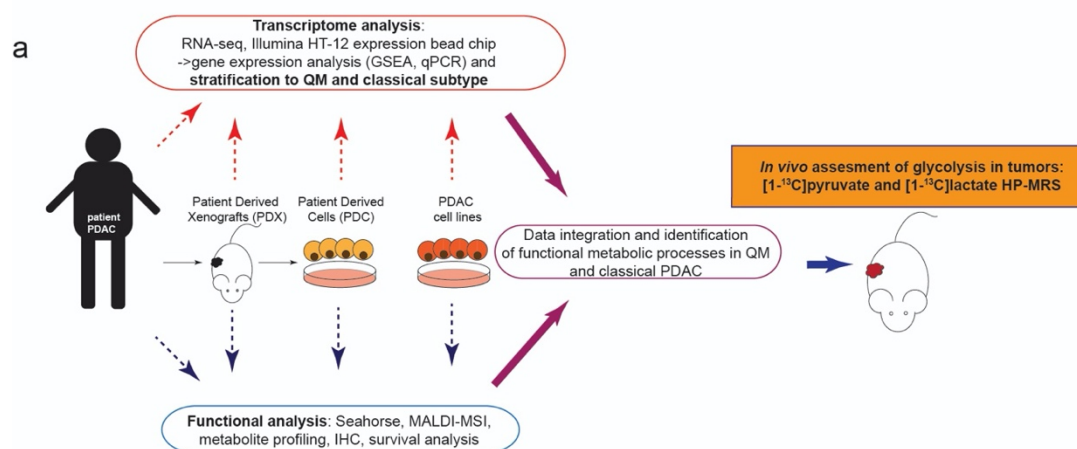 a
Transcriptome analysis:
RNA-seq, Illumina HT-12 expression bead chip
->gene expression analysis (GSEA, qPCR) and
stratification to QM and classical subtype
patient
PDAC
Patient Derived
Xenografts (PDX)
Patient Derived
Cells (PDC)
PDAC
cell lines
Data integration and identification
of functional metabolic processes in QM
and classical PDAC
In vivo assesment of glycolysis in tumors:
[1-¹³C]pyruvate and [1-¹³C]lactate HP-MRS
Functional analysis: Seahorse, MALDI-MSI,
metabolite profiling, IHC, survival analysis